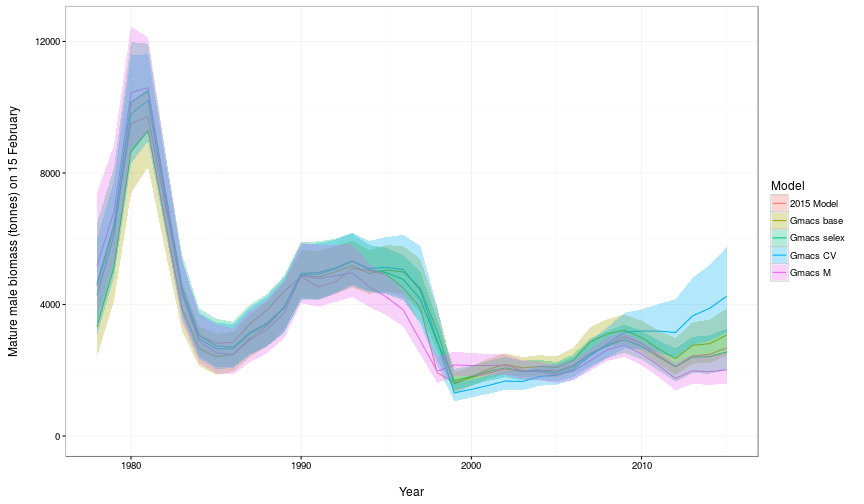 Mature male biomass (tonnes) on 15 February
12000
8000
4000
0
1980
1990
2000
2010
Year
Model
2015 Model
Gmacs base
Gmacs selex
Gmacs CV
Gmacs M